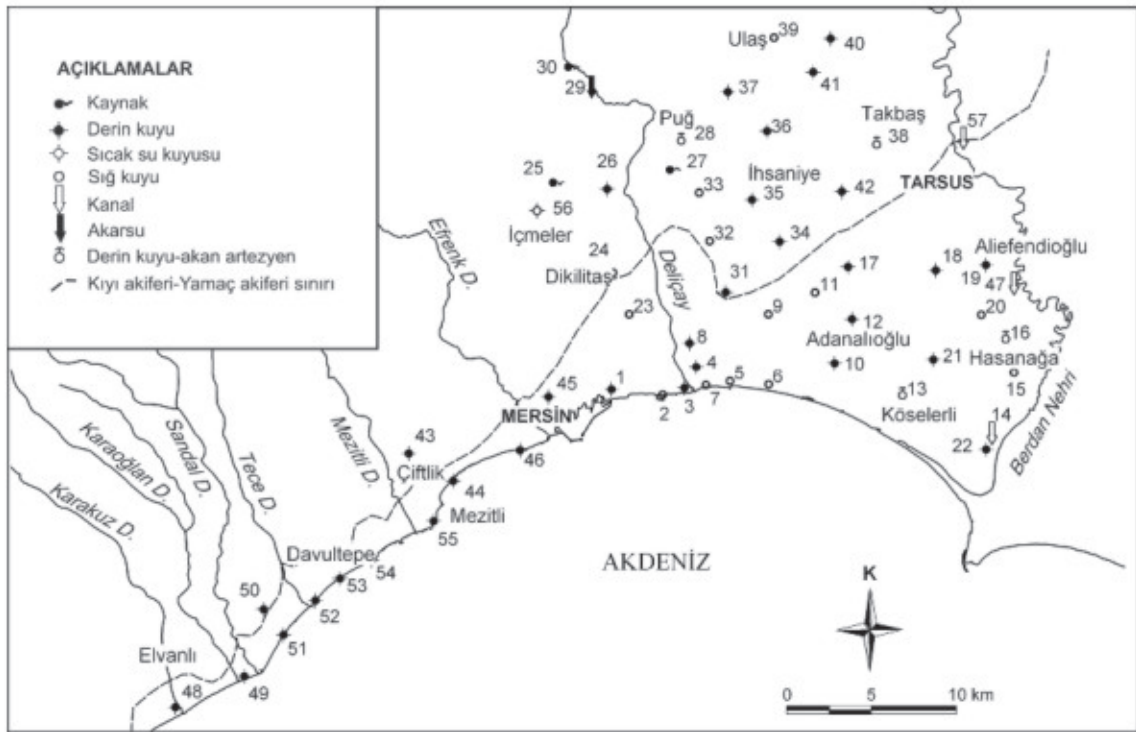 AÇIKLAMALAR
Kaynak
Derin kuyu
Sıcak su kuyusu
Sığ kuyu
Kanal
Akarsu
Derin kuyu-akan artezyen
Kıyı akiferi-Yamaç akiferi sınırı
Ulaş
39
40
30
29
37
41
Puğ
28
36
Takbaş
38
57
25
26
27
33
İhsaniye
35
42
TARSUS
56
İçmeler
Efrenk D.
24
Dikilitaş
Deliçay
32
34
31
17
11
18
Aliefendioğlu
19
47
23
9
12
20
8
Adanalıoğlu
16
4
10
21
Hasanağa
15
45
1
2
3
7
5
6
13
Köselerli
14
22
Berdan Nehri
MERSİN
46
43
Çiftlik
44
Mezitli
55
Mezitli D.
Tece D.
Sandal D.
Karaoğlan D.
Karakuz D.
Davultepe
54
53
52
50
51
Elvanlı
48
49
AKDENİZ
K
0 5 10 km